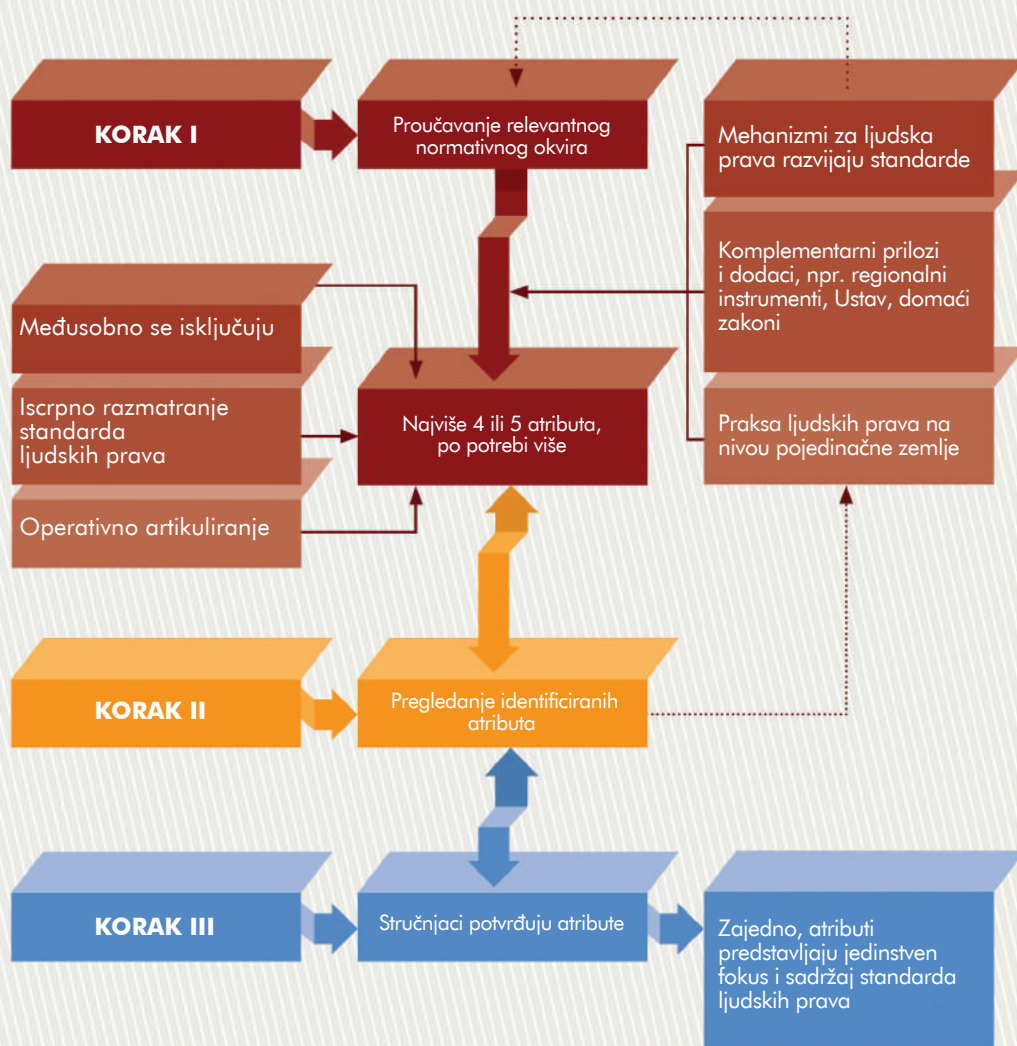 KORAK I
Proučavanje relevantnog
normativnog okvira
Mehanizmi za ljudska
prava razvijaju standarde
Komplementarni prilozi
i dodaci, npr. regionalni
instrumenti, Ustav, domaći
zakoni
Praksa ljudskih prava na
nivou pojedinačne zemlje
Međusobno se isključuju
Iscrpno razmatranje
standarda
ljudskih prava
Operativno artikuliranje
Najviše 4 ili 5 atributa,
po potrebi više
KORAK II
Pregledanje identificiranih
atributa
KORAK III
Stručnjaci potvrđuju atribute
Zajedno, atributi
predstavljaju jedinstven
fokus i sadržaj standarda
ljudskih prava